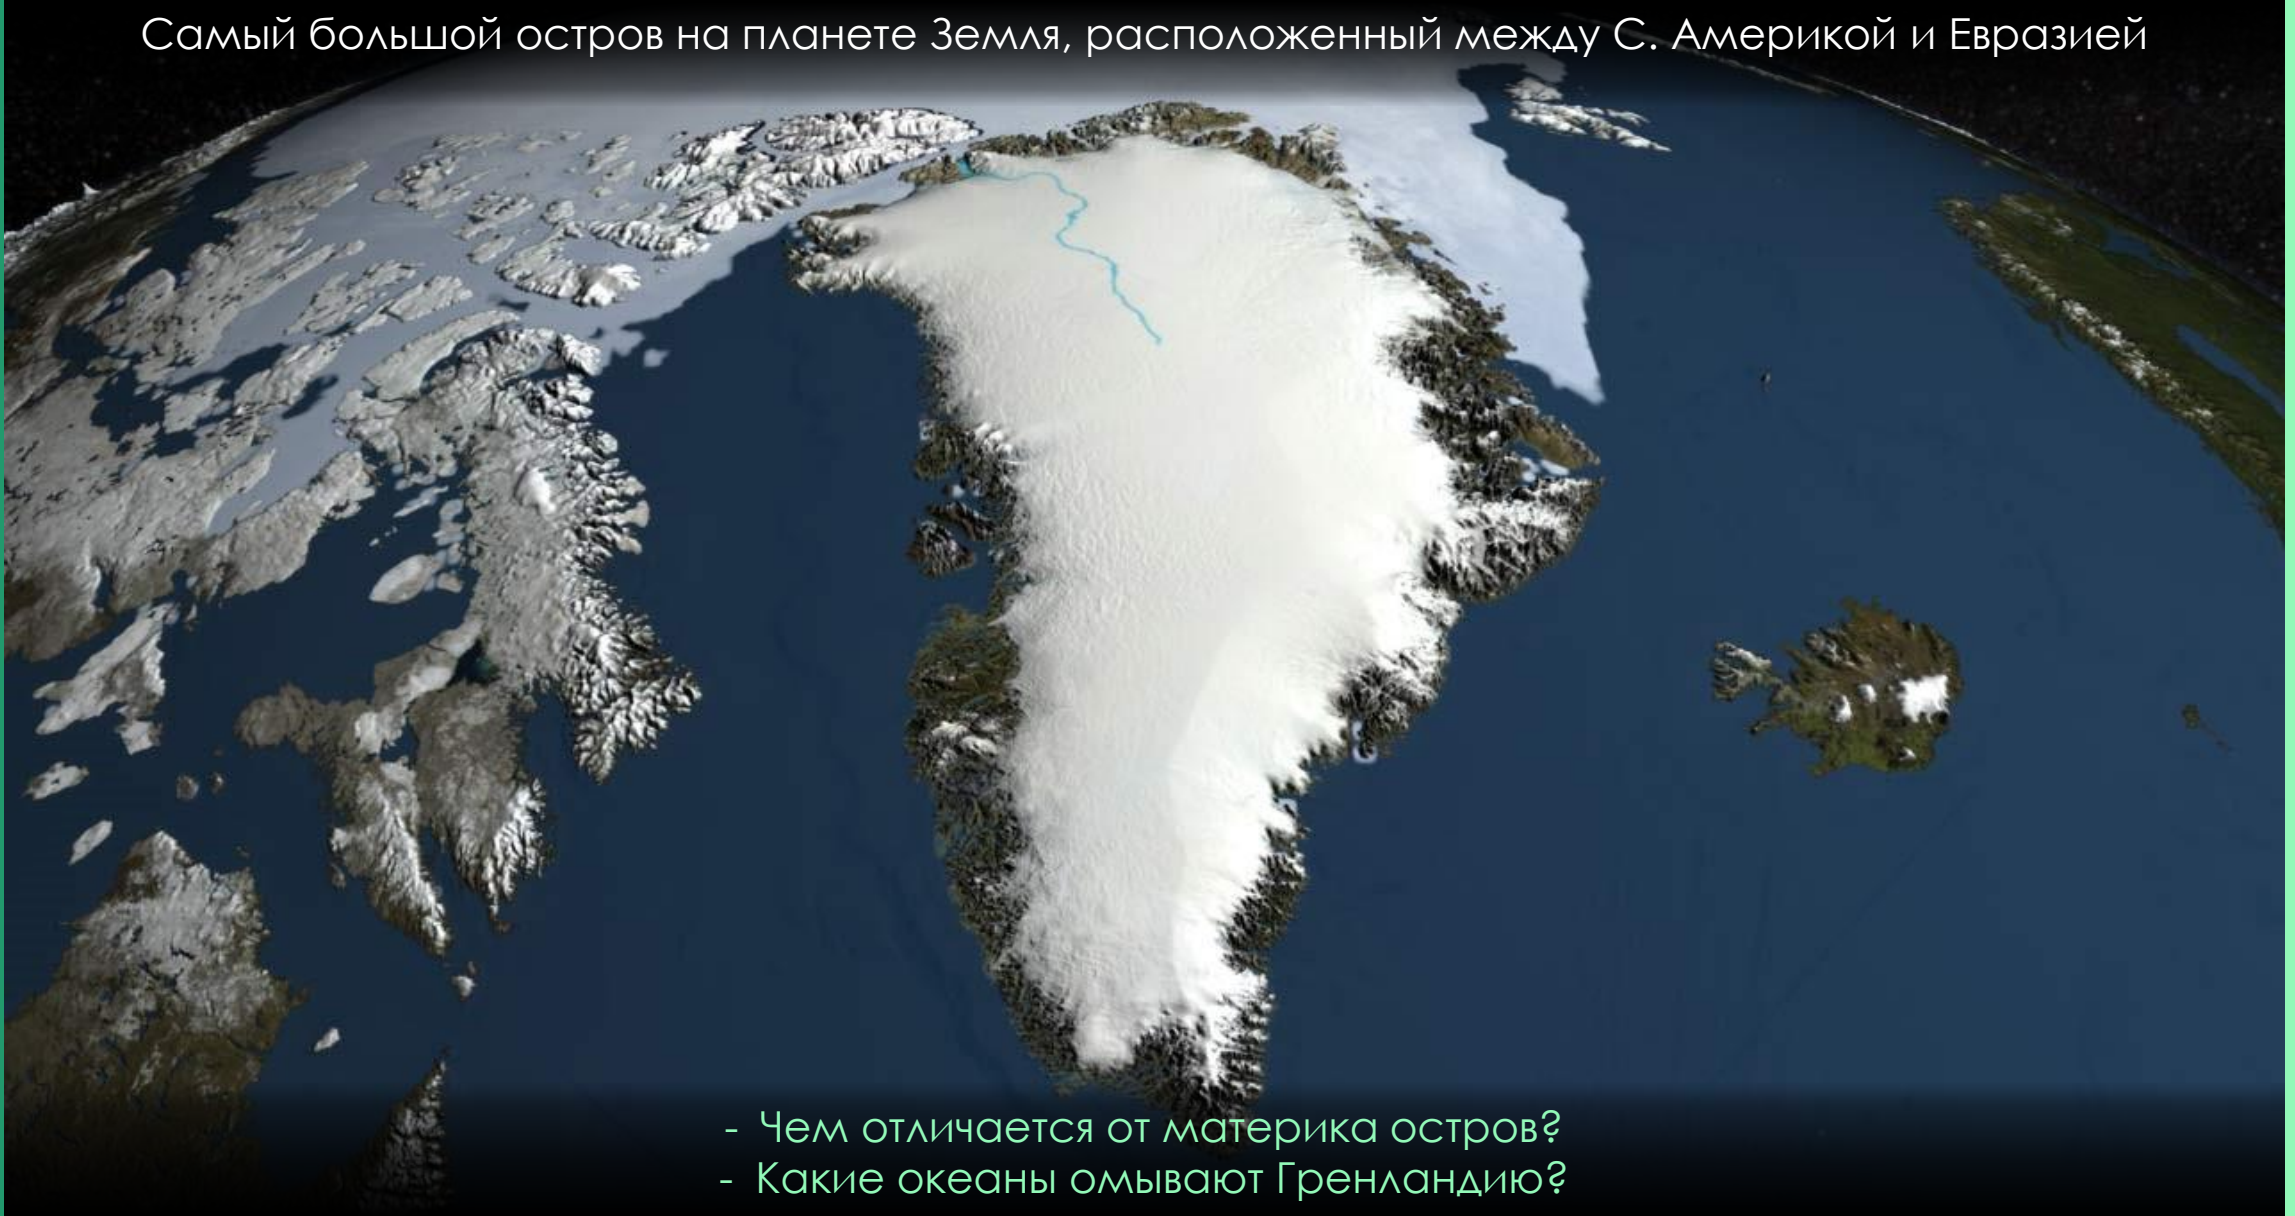 Самый большой остров на планете Земля, расположенный между С. Америкой и Евразией
- Чем отличается от материка остров?
- Какие океаны омывают Гренландию?